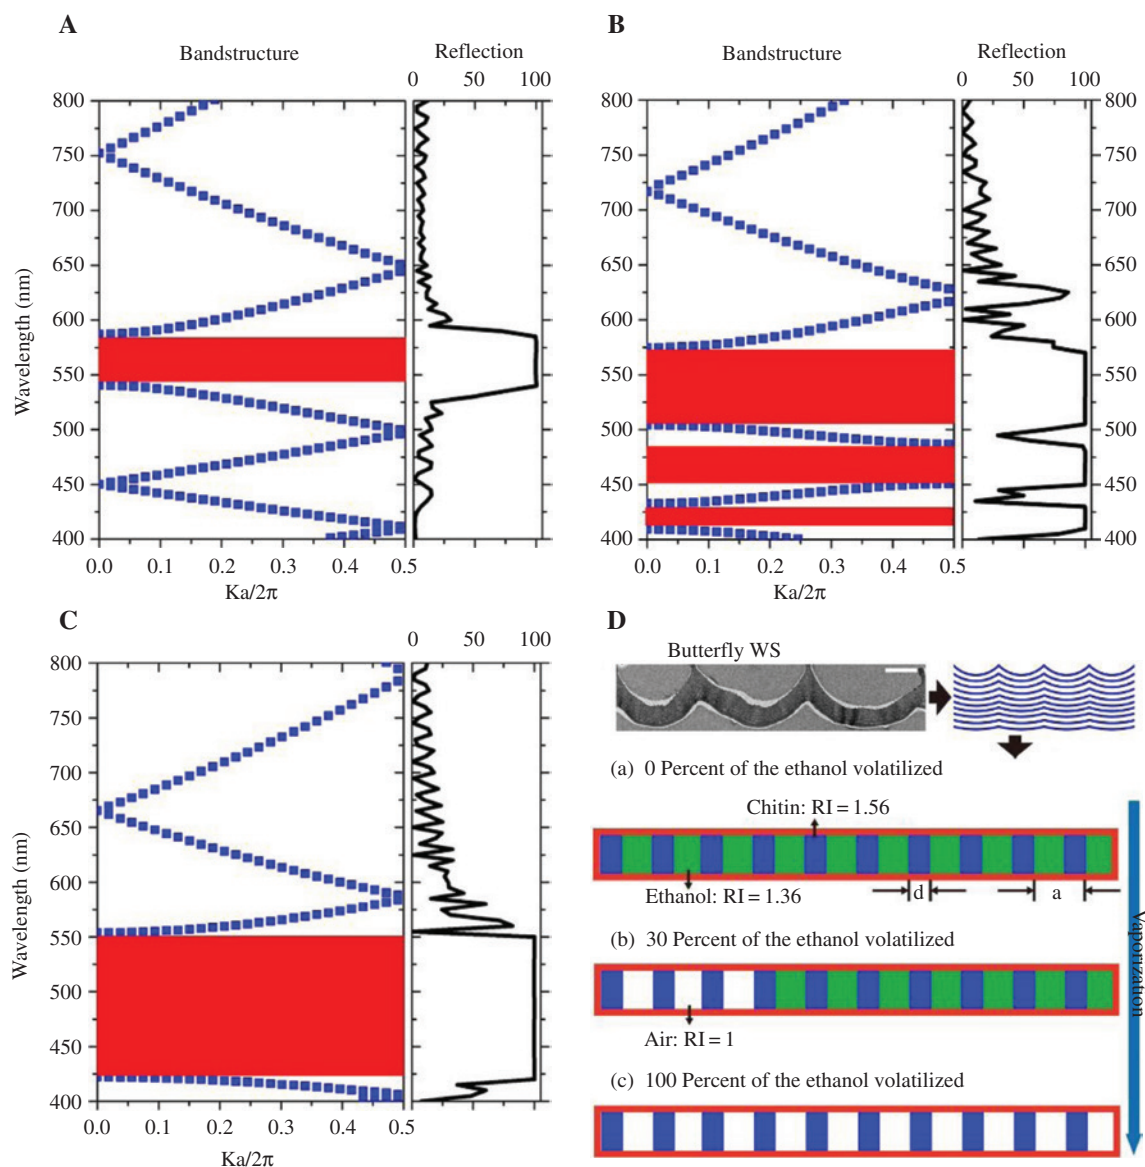 A
Bandstructure
Reflection
0 50 100
800
750
700
650
600
550
500
450
400
Wavelength (nm)
0.0 0.1 0.2 0.3 0.4 0.5
Ka/2π
B
Bandstructure
Reflection
0 50 100
800 800
750 750
700 700
650 650
600 600
550 550
500 500
450 450
400 400
0.0 0.1 0.2 0.3 0.4 0.5
Ka/2π
C
0 50 100
800
750
700
650
600
550
500
450
400
Wavelength (nm)
0.0 0.1 0.2 0.3 0.4 0.5
Ka/2π
D
Butterfly WS
(a) 0 Percent of the ethanol volatilized
Chitin: RI = 1.56
Ethanol: RI = 1.36
d
a
(b) 30 Percent of the ethanol volatilized
Air: RI = 1
(c) 100 Percent of the ethanol volatilized
Vaporization